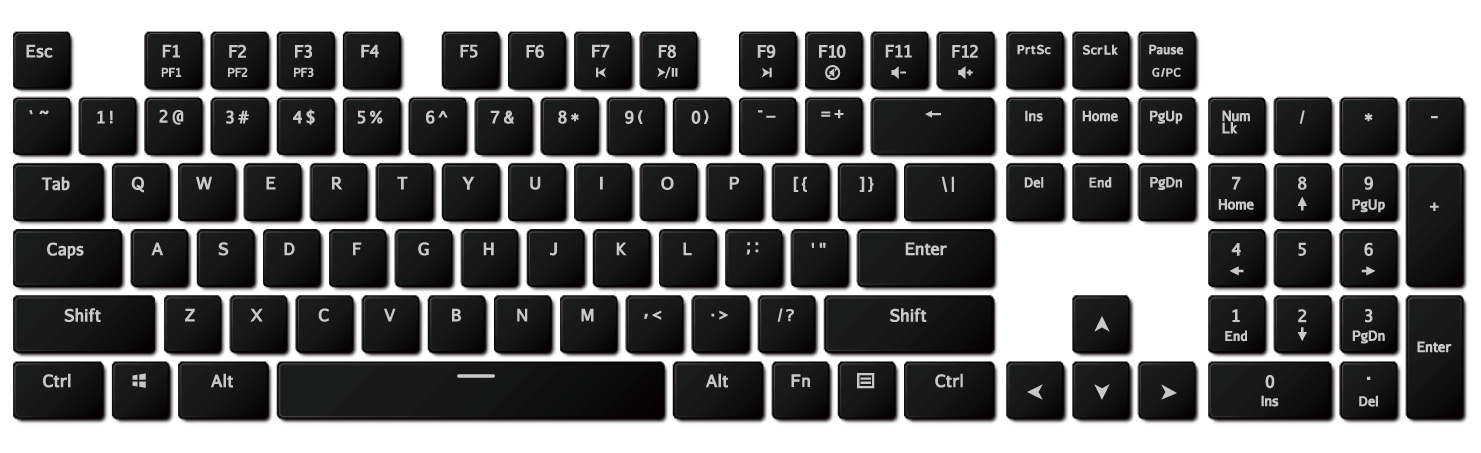 Esc F1 F2 F3 F4 F5 F6 F7 F8 F9 F10 F11 F12 PrtSc ScrLk Pause
PF1 PF2 PF3 G/PC
` ~ 1! 2@ 3# 4$ 5% 6^ 7& 8* 9( 0) -_ =+ ← Ins Home PgUp Num / * -
Lk
Tab Q W E R T Y U I O P [{ ]} \| Del End PgDn 7 8 9 +
Home ↑ PgUp
Caps A S D F G H J K L ;: '" Enter 4 5 6
← →
Shift Z X C V B N M ,< .> /? Shift 1 2 3 Enter
End ↓ PgDn
Ctrl Alt Alt Fn Ctrl 0 .
Ins Del